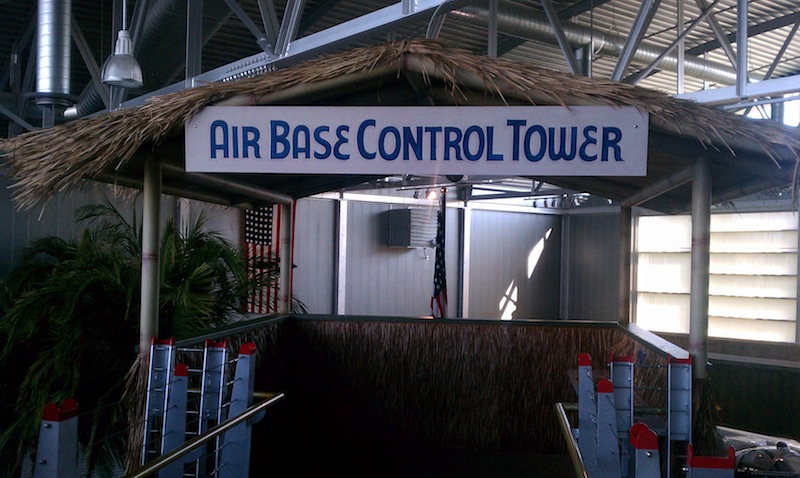 AIR BASE CONTROL TOWER